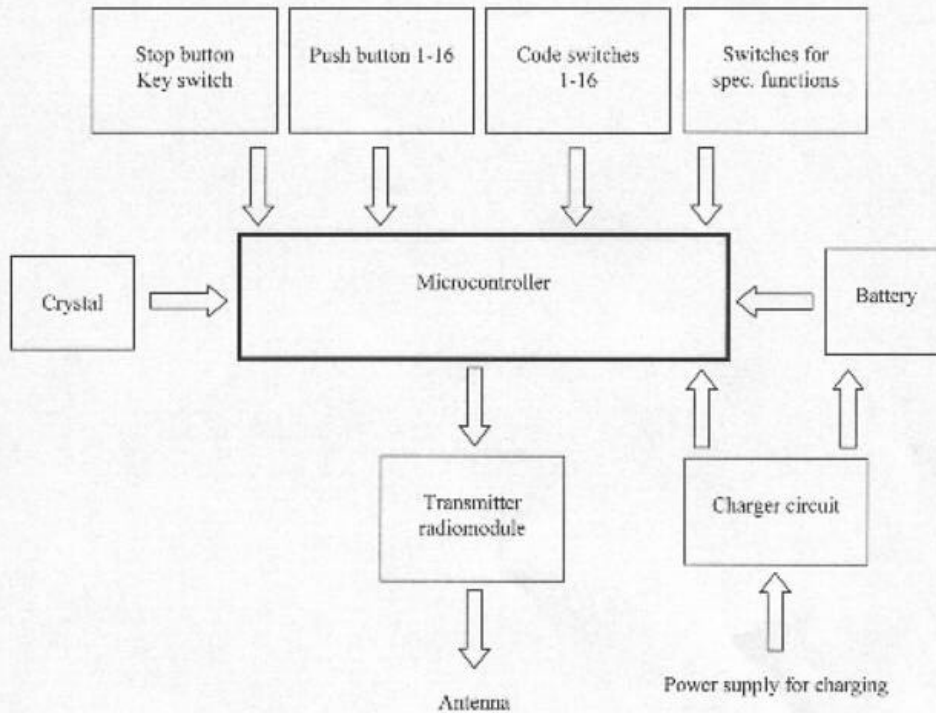 Stop button
Key switch
Push button 1-16
Code switches
1-16
Switches for
spec. functions
Crystal
Microcontroller
Battery
Transmitter
radiomodule
Charger circuit
Antenna
Power supply for charging